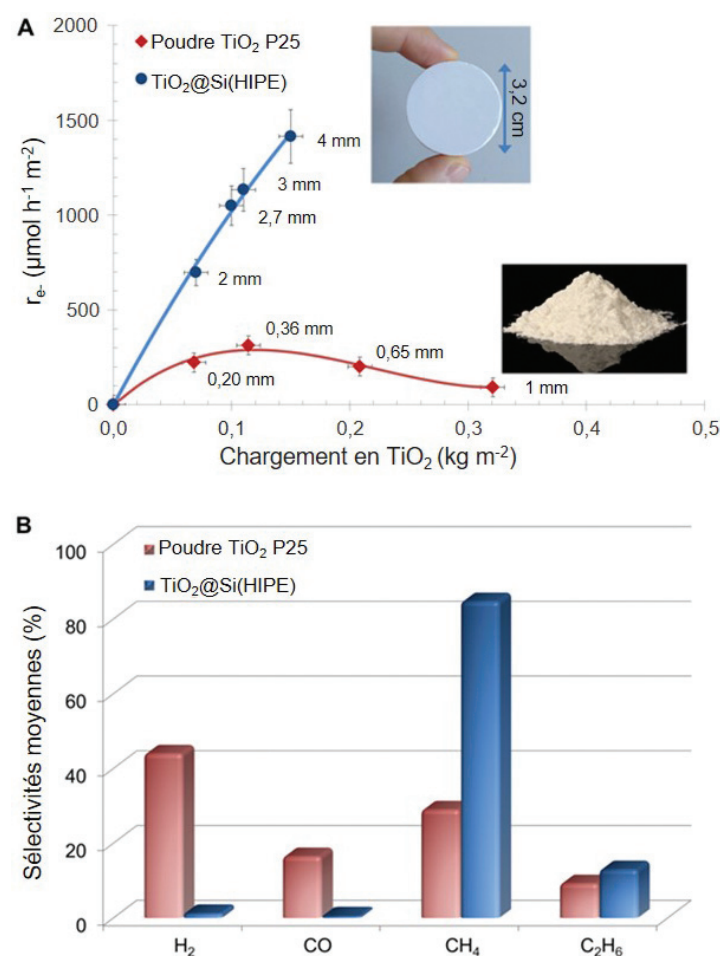 A
Poudre TiO₂ P25
TiO₂@Si(HIPE)
2000
1500
1000
500
0
rₑ₋ (µmol h⁻¹ m⁻²)
4 mm
3 mm
2,7 mm
2 mm
0,36 mm
0,20 mm
0,65 mm
1 mm
3,2 cm
0,0
0,1
0,2
0,3
0,4
0,5
Chargement en TiO₂ (kg m⁻²)
B
Poudre TiO₂ P25
TiO₂@Si(HIPE)
100
80
60
40
20
0
Sélectivités moyennes (%)
H₂
CO
CH₄
C₂H₆